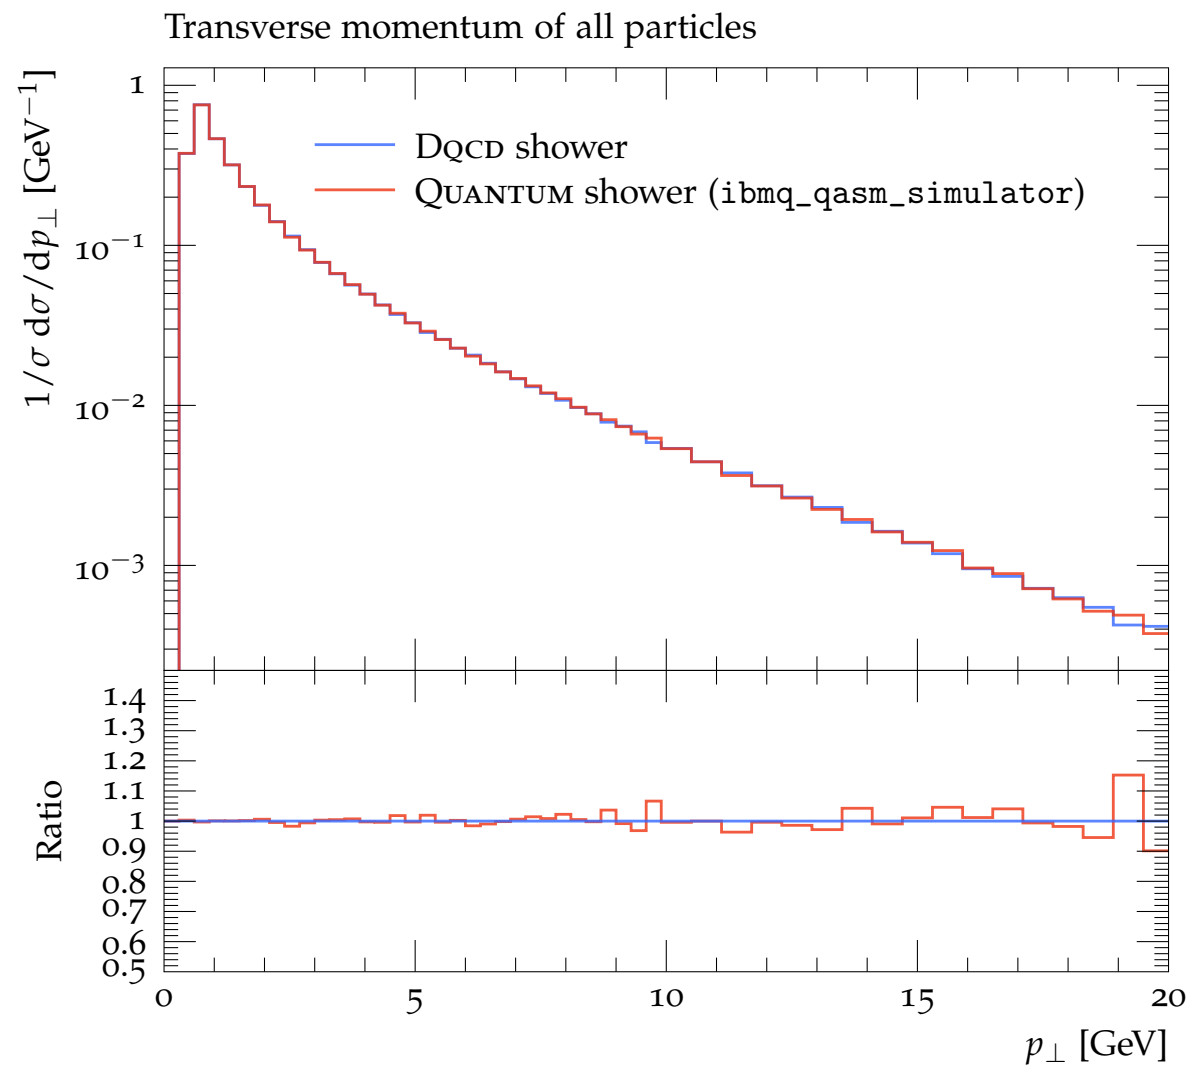 Transverse momentum of all particles
1/σ dσ/dp⊥ [GeV⁻¹]
1
10⁻¹
10⁻²
10⁻³
DQCD shower
QUANTUM shower (ibmq_qasm_simulator)
Ratio
1.4
1.3
1.2
1.1
1
0.9
0.8
0.7
0.6
0.5
0 5 10 15 20
p⊥ [GeV]